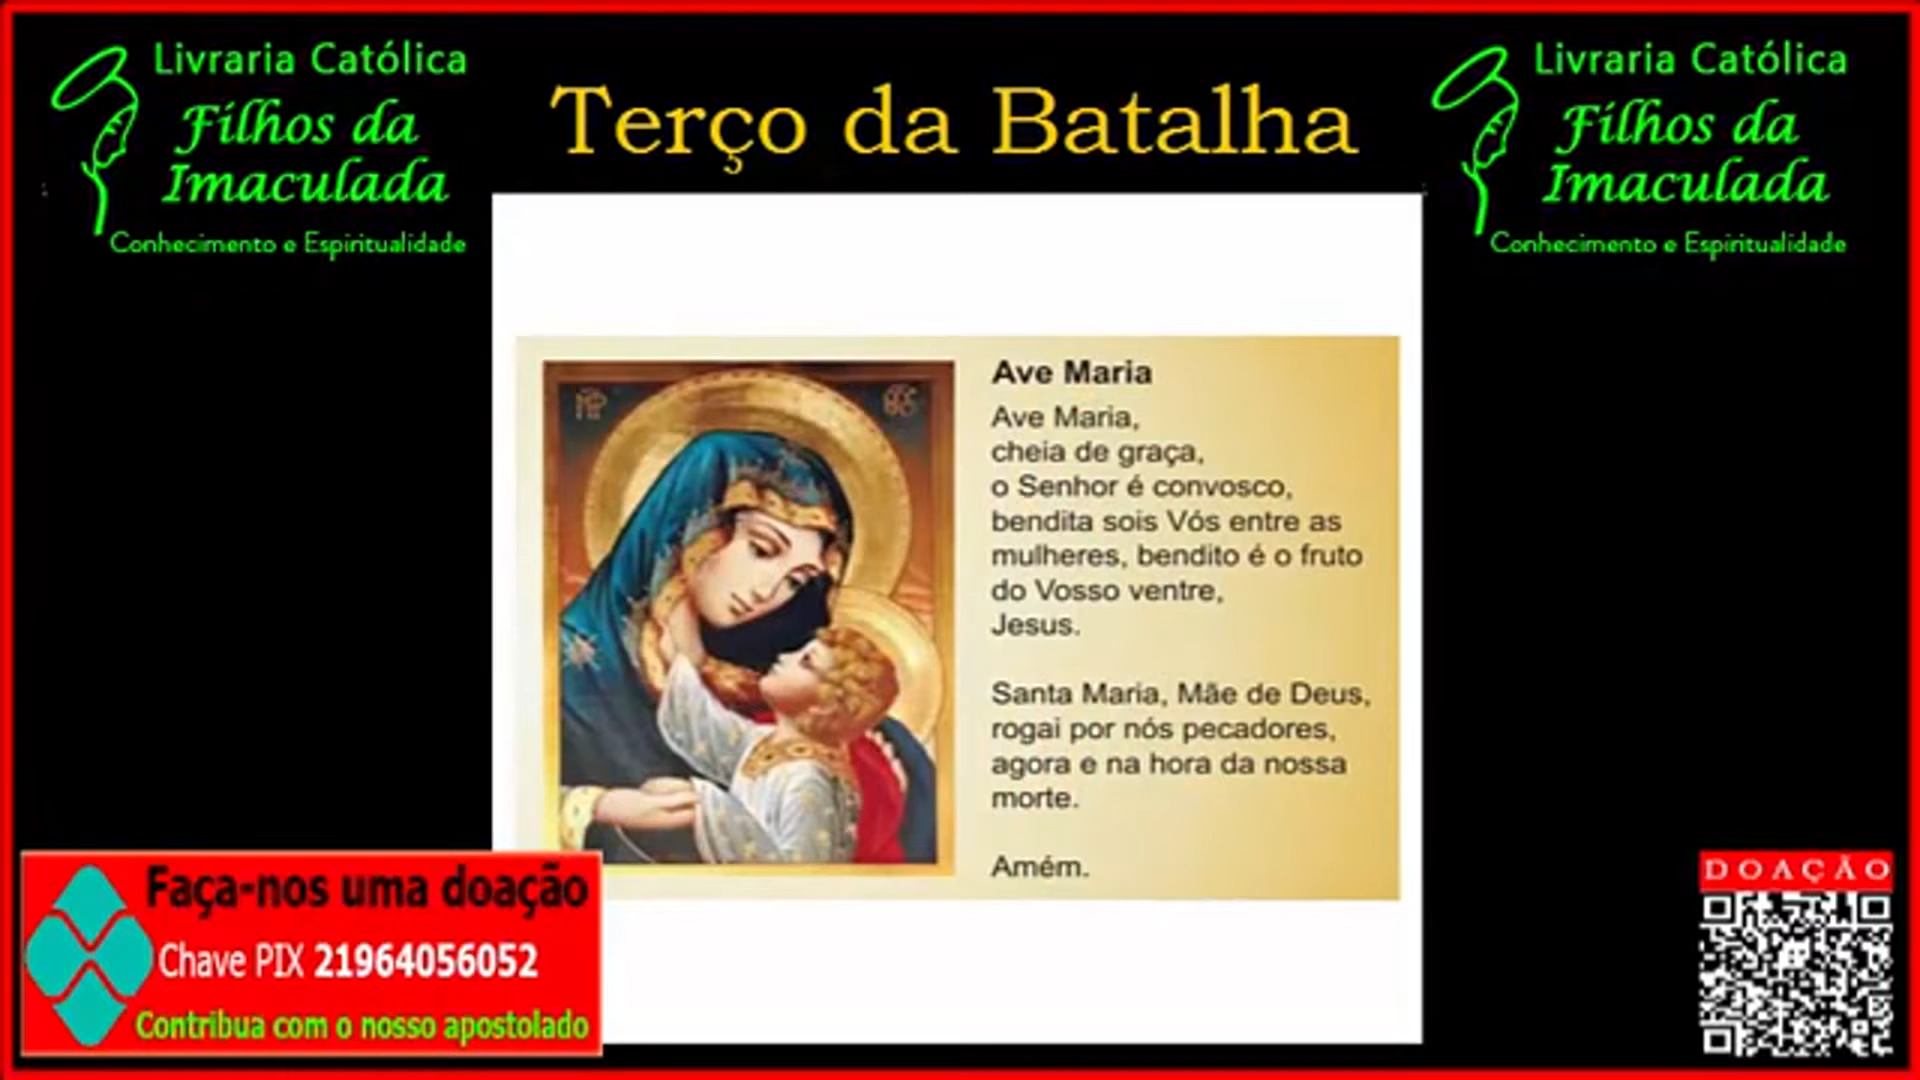 Livraria Católica
Filhos da
Imaculada
Conhecimento e Espiritualidade
Terço da Batalha
Livraria Católica
Filhos da
Imaculada
Conhecimento e Espiritualidade
Ave Maria
Ave Maria,
cheia de graça,
o Senhor é convosco,
bendita sois Vós entre as
mulheres, bendito é o fruto
do Vosso ventre,
Jesus.
Santa Maria, Mãe de Deus,
rogai por nós pecadores,
agora e na hora da nossa
morte.
Amém.
Faça-nos uma doação
Chave PIX 21964056052
Contribua com o nosso apostolado
DOAÇÃO